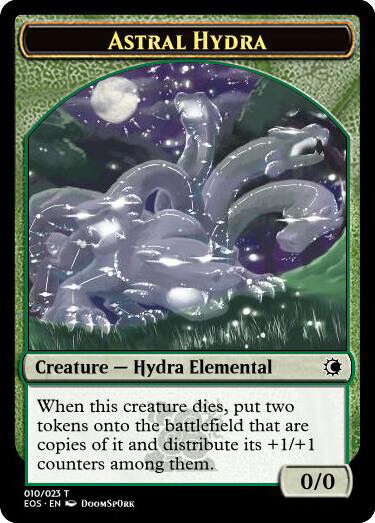 Astral Hydra
Creature — Hydra Elemental
When this creature dies, put two
tokens onto the battlefield that are
copies of it and distribute its +1/+1
counters among them.
0/0
010/023 T
EOS · EN DoomSp0rk